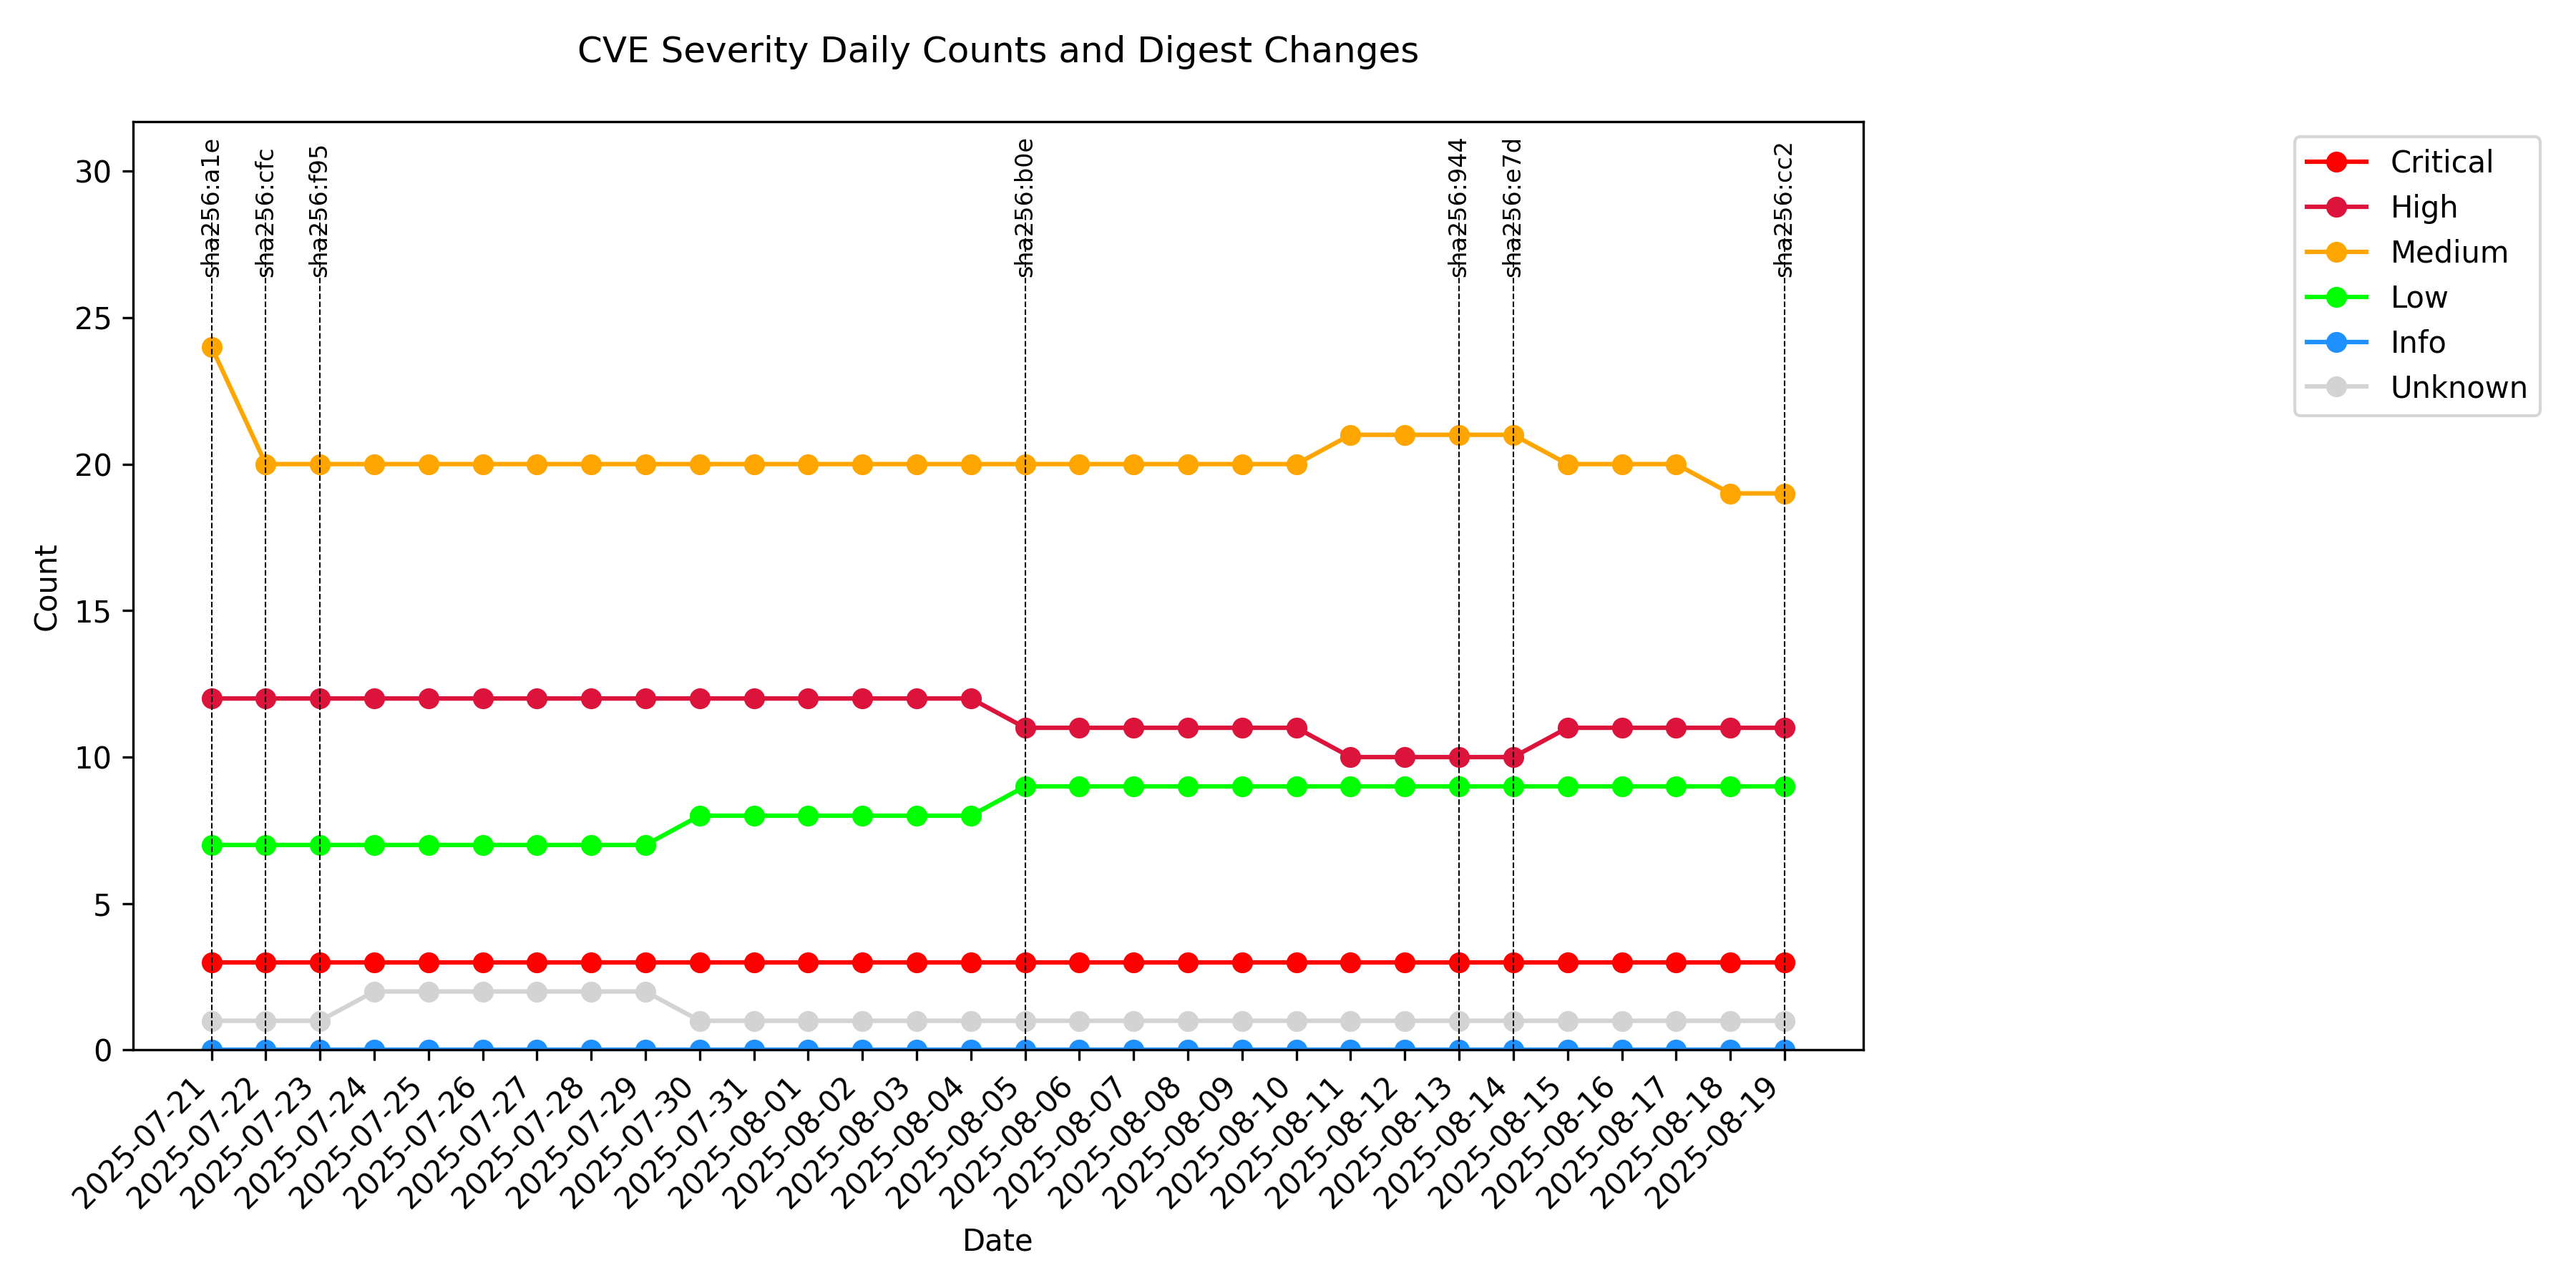 CVE Severity Daily Counts and Digest Changes
sha256:a1e
sha256:cfc
sha256:f95
sha256:b0e
sha256:944
sha256:e7d
sha256:cc2
Critical
High
Medium
Low
Info
Unknown
Count
30
25
20
15
10
5
0
2025-07-21
2025-07-22
2025-07-23
2025-07-24
2025-07-25
2025-07-26
2025-07-27
2025-07-28
2025-07-29
2025-07-30
2025-07-31
2025-08-01
2025-08-02
2025-08-03
2025-08-04
2025-08-05
2025-08-06
2025-08-07
2025-08-08
2025-08-09
2025-08-10
2025-08-11
2025-08-12
2025-08-13
2025-08-14
2025-08-15
2025-08-16
2025-08-17
2025-08-18
2025-08-19
Date